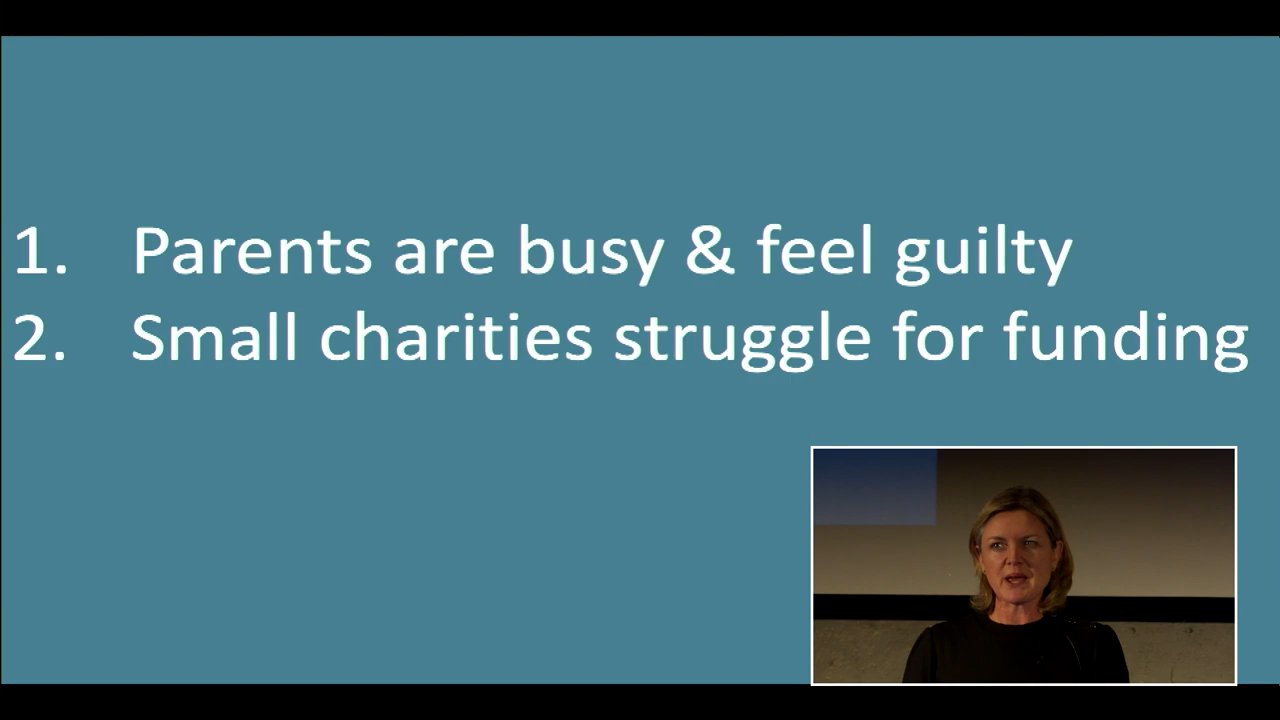 1. Parents are busy & feel guilty
2. Small charities struggle for funding